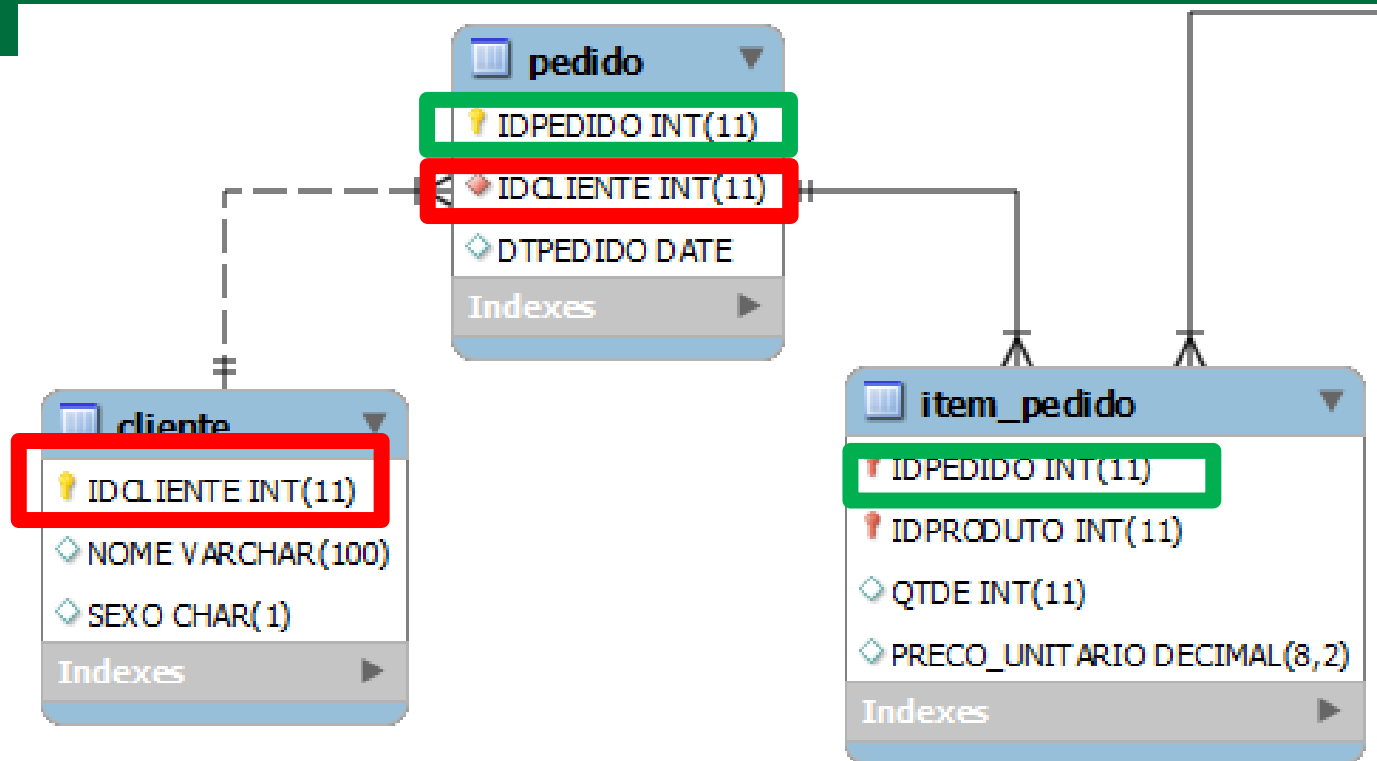 pedido
IDPEDIDO INT(11)
IDCLIENTE INT(11)
DTPEDIDO DATE
Indexes
cliente
IDCLIENTE INT(11)
NOME VARCHAR(100)
SEXO CHAR(1)
Indexes
item_pedido
IDPEDIDO INT(11)
IDPRODUTO INT(11)
QTDE INT(11)
PRECO_UNITARIO DECIMAL(8,2)
Indexes